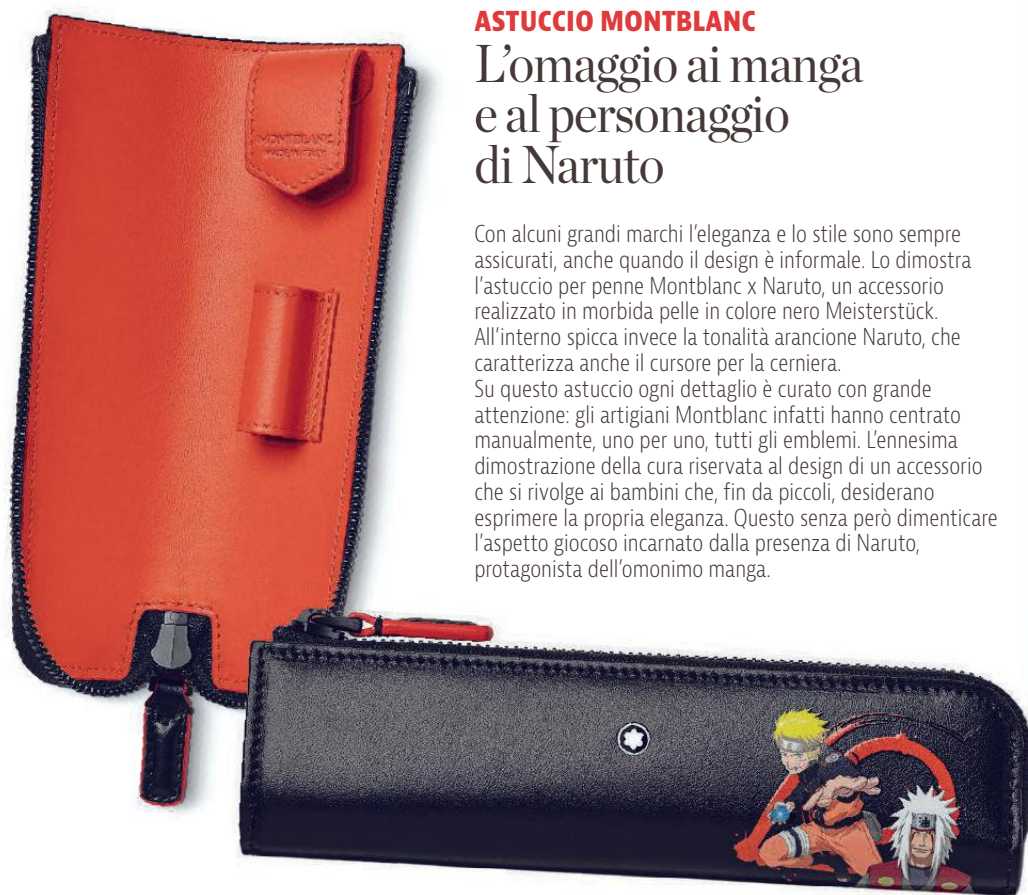 ASTUCCIO MONTBLANC
L’omaggio ai manga
e al personaggio
di Naruto
Con alcuni grandi marchi l’eleganza e lo stile sono sempre
assicurati, anche quando il design è informale. Lo dimostra
l’astuccio per penne Montblanc x Naruto, un accessorio
realizzato in morbida pelle in colore nero Meisterstück.
All’interno spicca invece la tonalità arancione Naruto, che
caratterizza anche il cursore per la cerniera.
Su questo astuccio ogni dettaglio è curato con grande
attenzione: gli artigiani Montblanc infatti hanno centrato
manualmente, uno per uno, tutti gli emblemi. L’ennesima
dimostrazione della cura riservata al design di un accessorio
che si rivolge ai bambini che, fin da piccoli, desiderano
esprimere la propria eleganza. Questo senza però dimenticare
l’aspetto giocoso incarnato dalla presenza di Naruto,
protagonista dell’omonimo manga.
MONTBLANC
MADE IN ITALY